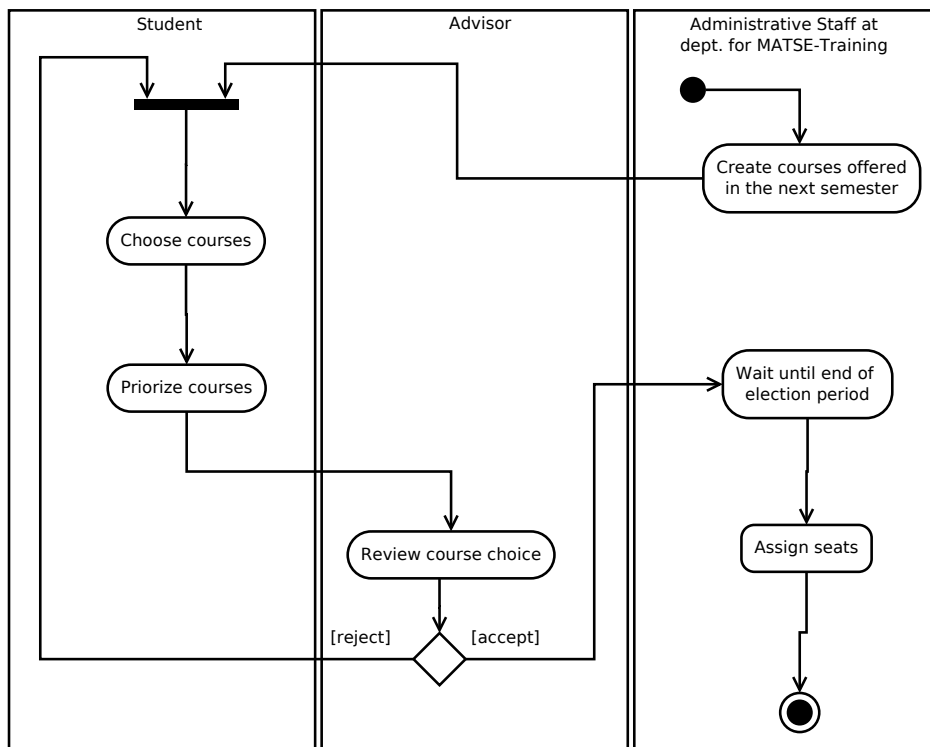 Student
Advisor
Administrative Staff at
dept. for MATSE-Training
Create courses offered
in the next semester
Choose courses
Priorize courses
Wait until end of
election period
Review course choice
Assign seats
[reject]
[accept]